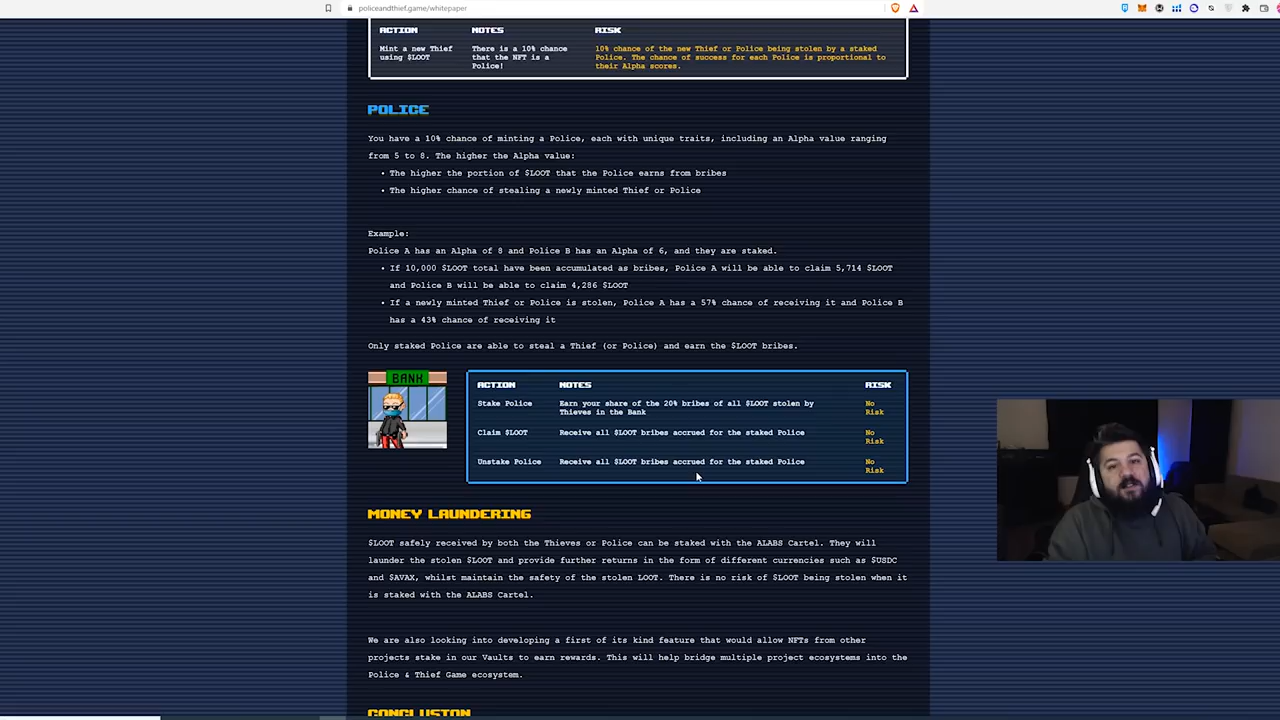 policeandthief.game/whitepaper
ACTION NOTES RISK
Mint a new Thief There is a 10% chance 10% chance of the new Thief or Police being stolen by a staked
using $LOOT that the NFT is a Police. The chance of success for each Police is proportional to
Police! their Alpha scores.
POLICE
You have a 10% chance of minting a Police, each with unique traits, including an Alpha value ranging
from 5 to 8. The higher the Alpha value:
• The higher the portion of $LOOT that the Police earns from bribes
• The higher chance of stealing a newly minted Thief or Police
Example:
Police A has an Alpha of 8 and Police B has an Alpha of 6, and they are staked.
• If 10,000 $LOOT total have been accumulated as bribes, Police A will be able to claim 5,714 $LOOT
and Police B will be able to claim 4,286 $LOOT
• If a newly minted Thief or Police is stolen, Police A has a 57% chance of receiving it and Police B
has a 43% chance of receiving it
Only staked Police are able to steal a Thief (or Police) and earn the $LOOT bribes.
BANK
ACTION NOTES RISK
Stake Police Earn your share of the 20% bribes of all $LOOT stolen by No
Thieves in the Bank Risk
Claim $LOOT Receive all $LOOT bribes accrued for the staked Police No
Risk
Unstake Police Receive all $LOOT bribes accrued for the staked Police No
Risk
MONEY LAUNDERING
$LOOT safely received by both the Thieves or Police can be staked with the ALABS Cartel. They will
launder the stolen $LOOT and provide further returns in the form of different currencies such as $USDC
and $AVAX, whilst maintain the safety of the stolen LOOT. There is no risk of $LOOT being stolen when it
is staked with the ALABS Cartel.
We are also looking into developing a first of its kind feature that would allow NFTs from other
projects stake in our Vaults to earn rewards. This will help bridge multiple project ecosystems into the
Police & Thief Game ecosystem.
CONCLUSION